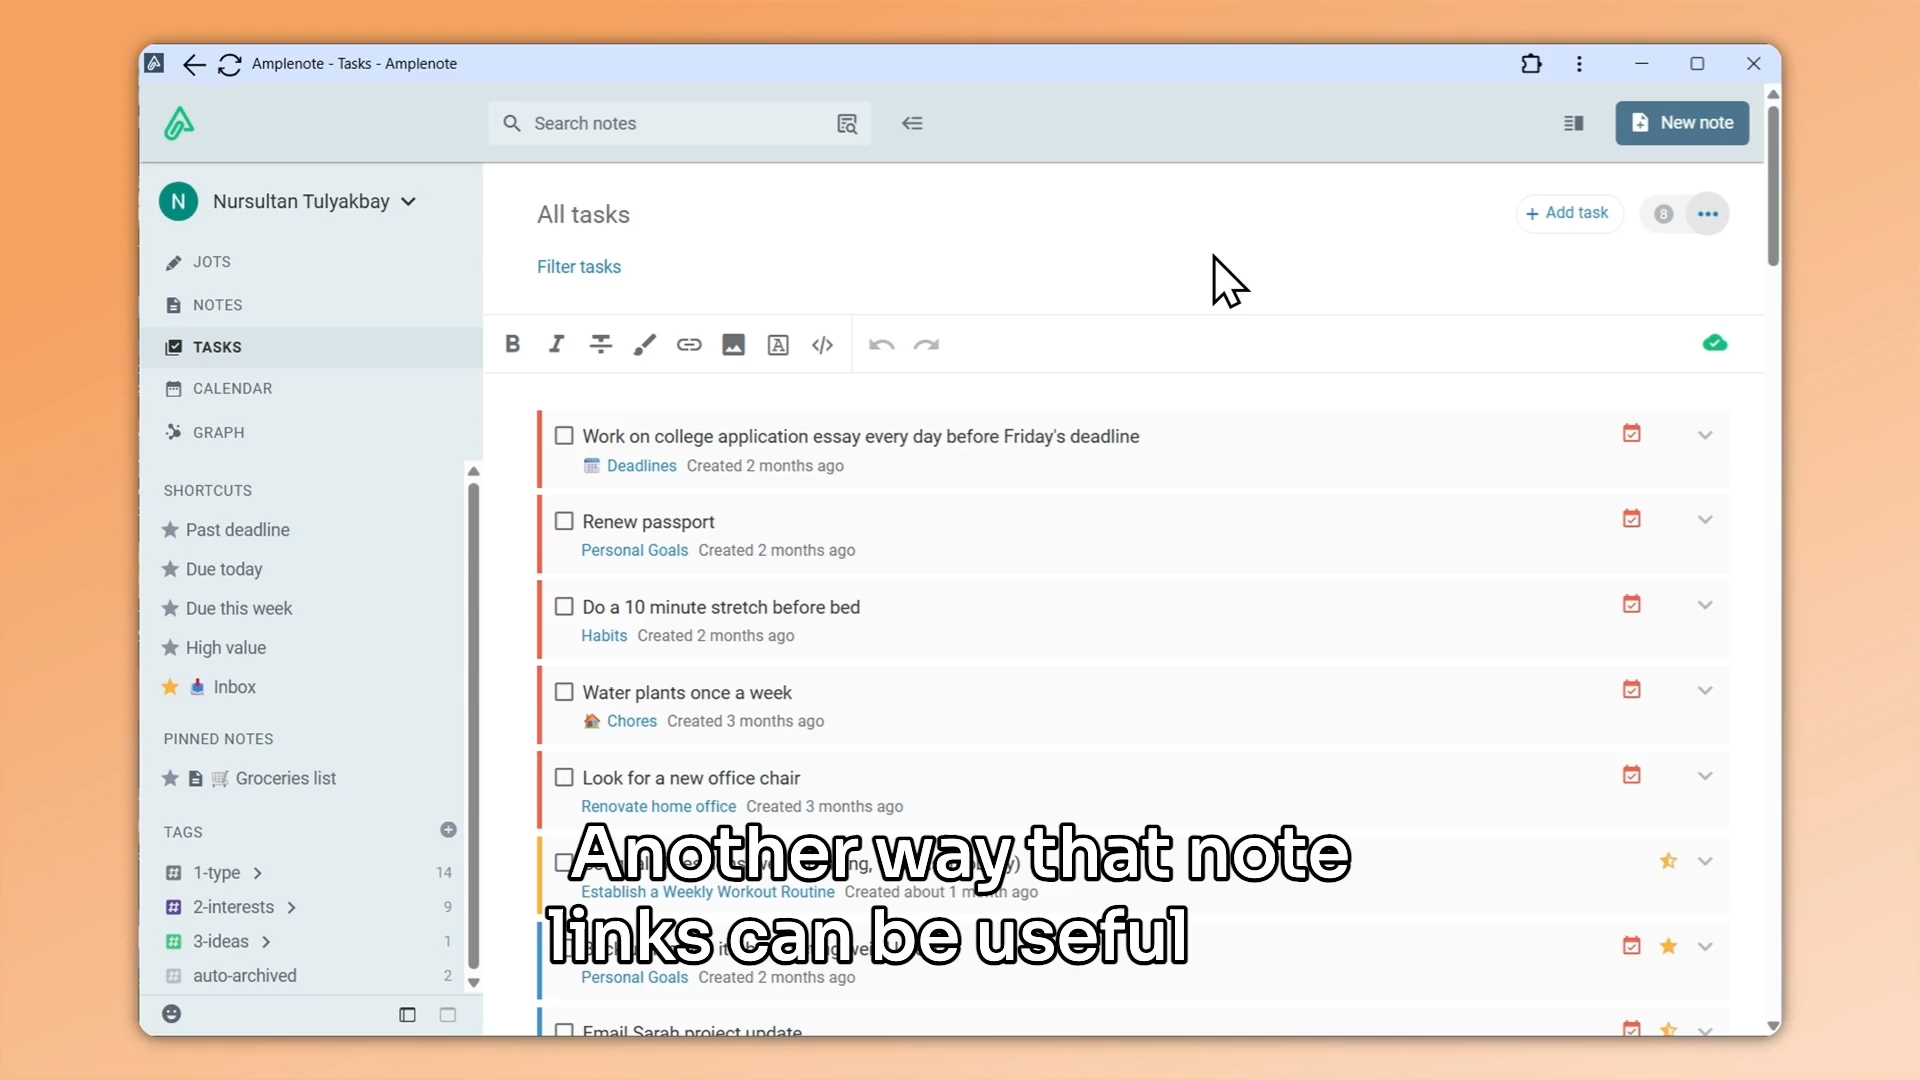 Amplenote - Tasks - Amplenote
Search notes
New note
N
Nursultan Tulyakbay
JOTS
NOTES
TASKS
CALENDAR
GRAPH
SHORTCUTS
Past deadline
Due today
Due this week
High value
Inbox
PINNED NOTES
Groceries list
TAGS
1-type 14
2-interests 9
3-ideas 1
auto-archived 2
All tasks
+ Add task
8
Filter tasks
B I
Work on college application essay every day before Friday's deadline
Deadlines Created 2 months ago
Renew passport
Personal Goals Created 2 months ago
Do a 10 minute stretch before bed
Habits Created 2 months ago
Water plants once a week
Chores Created 3 months ago
Look for a new office chair
Renovate home office Created 3 months ago
Establish a Weekly Workout Routine Created about 1 month ago
Personal Goals Created 2 months ago
Email Sarah project update
Another way that note
links can be useful